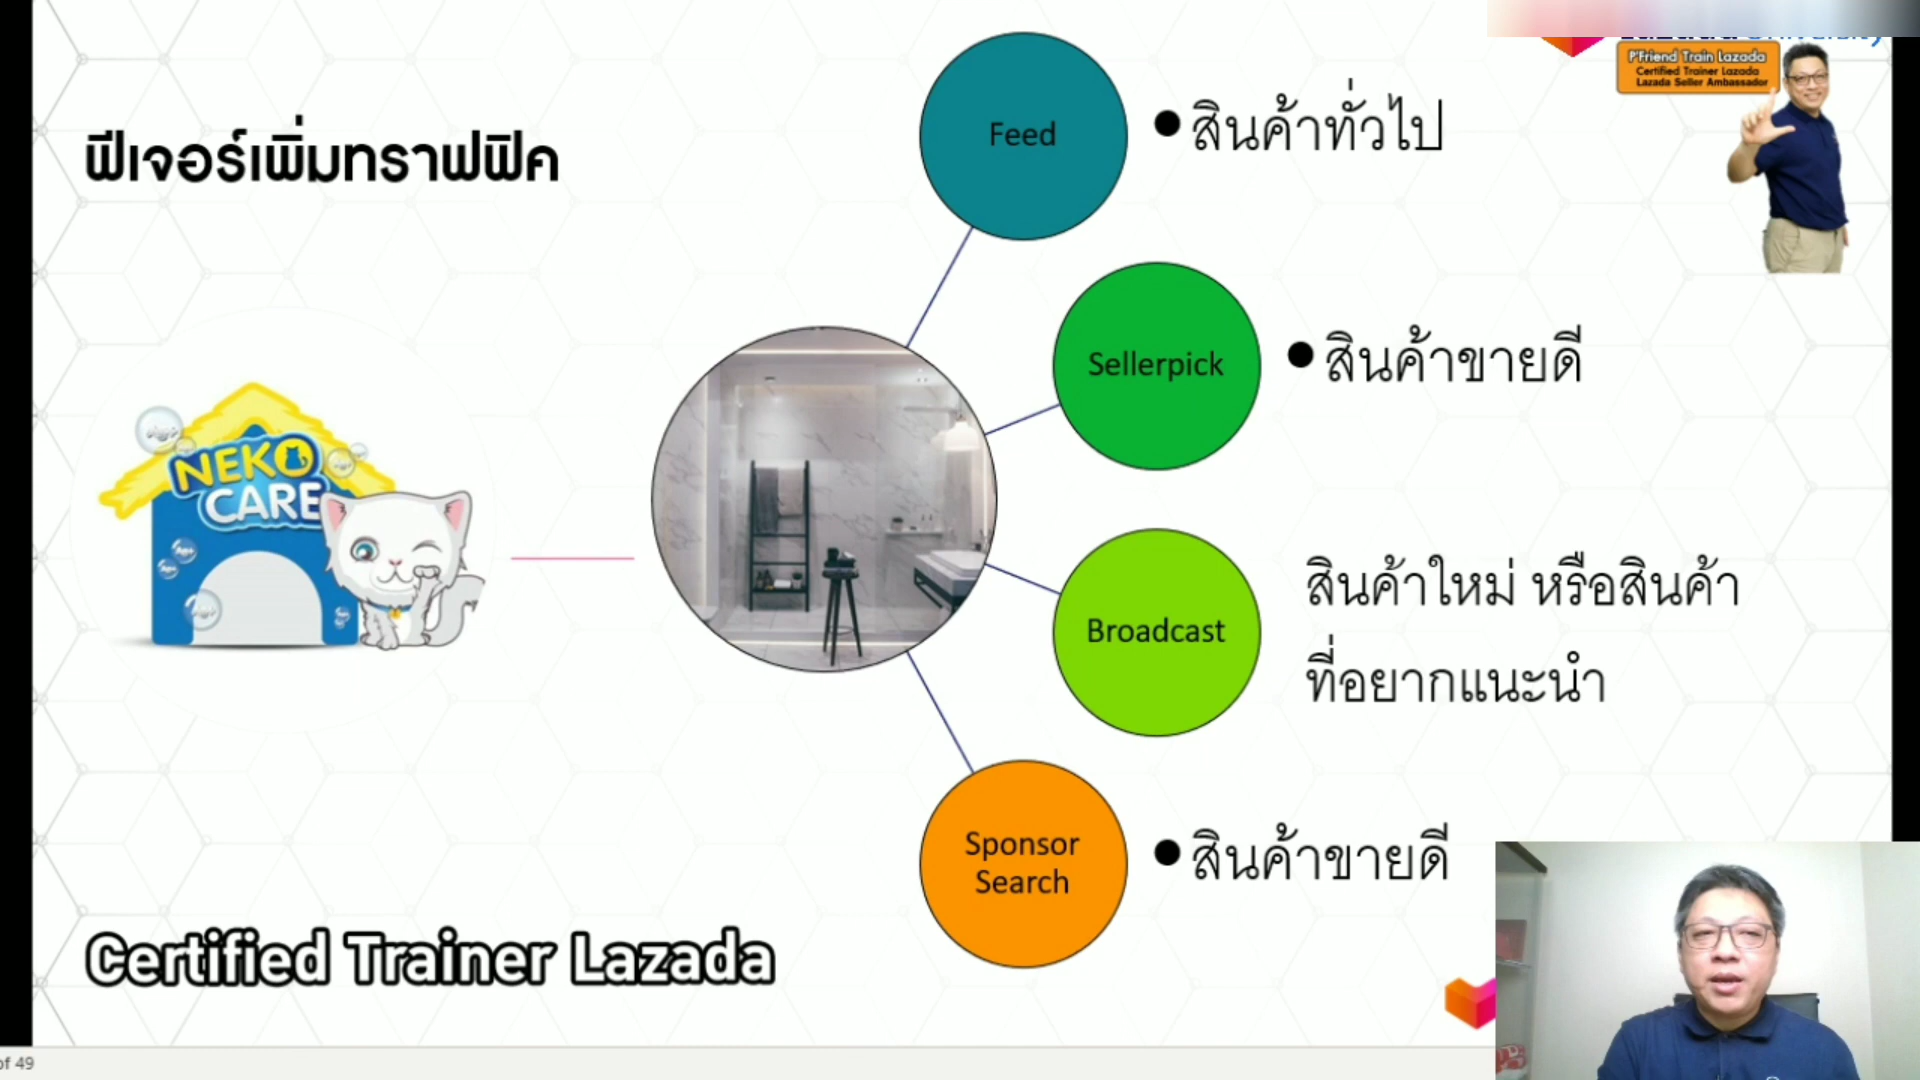 P'Friend Train Lazada
Certified Trainer Lazada
Lazada Seller Ambassador
ฟีเจอร์เพิ่มทราฟฟิค
Feed
• สินค้าทั่วไป
Sellerpick
• สินค้าขายดี
NEKO
CARE
Broadcast
สินค้าใหม่ หรือสินค้า
ที่อยากแนะนำ
Sponsor
Search
• สินค้าขายดี
Certified Trainer Lazada
of 49